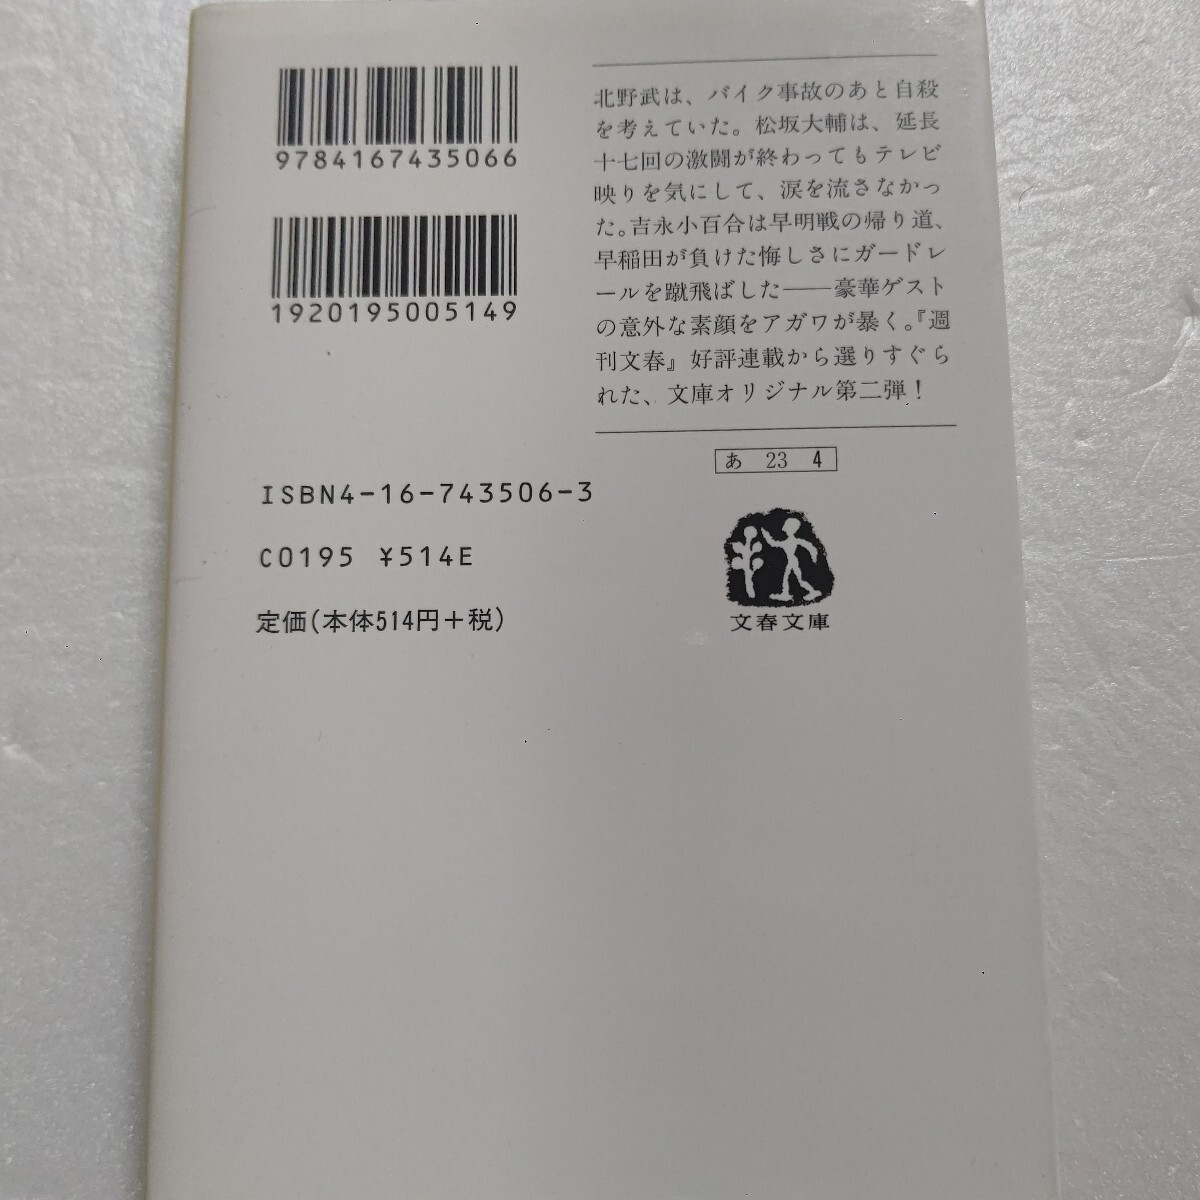 9784167435066
1920195005149
ISBN4-16-743506-3
C0195 ¥514E
定価(本体514円+税)
北野武は、バイク事故のあと自殺
を考えていた。松坂大輔は、延長
十七回の激闘が終わってもテレビ
映りを気にして、涙を流さなかっ
た。吉永小百合は早明戦の帰り道、
早稲田が負けた悔しさにガードレ
ールを蹴飛ばした――豪華ゲスト
の意外な素顔をアガワが暴く。『週
刊文春』好評連載から選りすぐら
れた、文庫オリジナル第二弾!
あ 23 4
文春文庫